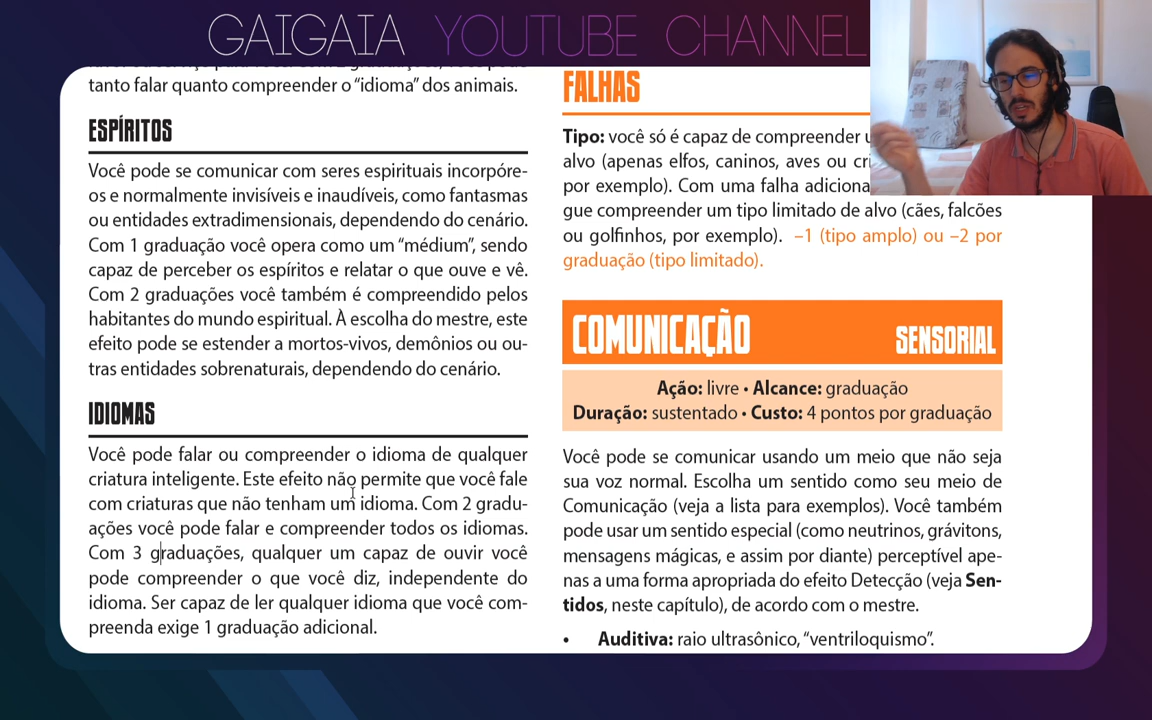 GAIGAIA YOUTUBE CHANNEL
tanto falar quanto compreender o “idioma” dos animais.
ESPÍRITOS
Você pode se comunicar com seres espirituais incorpóre-
os e normalmente invisíveis e inaudíveis, como fantasmas
ou entidades extradimensionais, dependendo do cenário.
Com 1 graduação você opera como um “médium”, sendo
capaz de perceber os espíritos e relatar o que ouve e vê.
Com 2 graduações você também é compreendido pelos
habitantes do mundo espiritual. À escolha do mestre, este
efeito pode se estender a mortos-vivos, demônios ou ou-
tras entidades sobrenaturais, dependendo do cenário.
IDIOMAS
Você pode falar ou compreender o idioma de qualquer
criatura inteligente. Este efeito não permite que você fale
com criaturas que não tenham um idioma. Com 2 gradu-
ações você pode falar e compreender todos os idiomas.
Com 3 graduações, qualquer um capaz de ouvir você
pode compreender o que você diz, independente do
idioma. Ser capaz de ler qualquer idioma que você com-
preenda exige 1 graduação adicional.
FALHAS
Tipo: você só é capaz de compreender
alvo (apenas elfos, caninos, aves ou
por exemplo). Com uma falha
gue compreender um tipo limitado de alvo (cães, falcões
ou golfinhos, por exemplo). –1 (tipo amplo) ou –2 por
graduação (tipo limitado).
COMUNICAÇÃO SENSORIAL
Ação: livre • Alcance: graduação
Duração: sustentado • Custo: 4 pontos por graduação
Você pode se comunicar usando um meio que não seja
sua voz normal. Escolha um sentido como seu meio de
Comunicação (veja a lista para exemplos). Você também
pode usar um sentido especial (como neutrinos, grávitons,
mensagens mágicas, e assim por diante) perceptível ape-
nas a uma forma apropriada do efeito Detecção (veja Sen-
tidos, neste capítulo), de acordo com o mestre.
• Auditiva: raio ultrasônico, “ventriloquismo”.